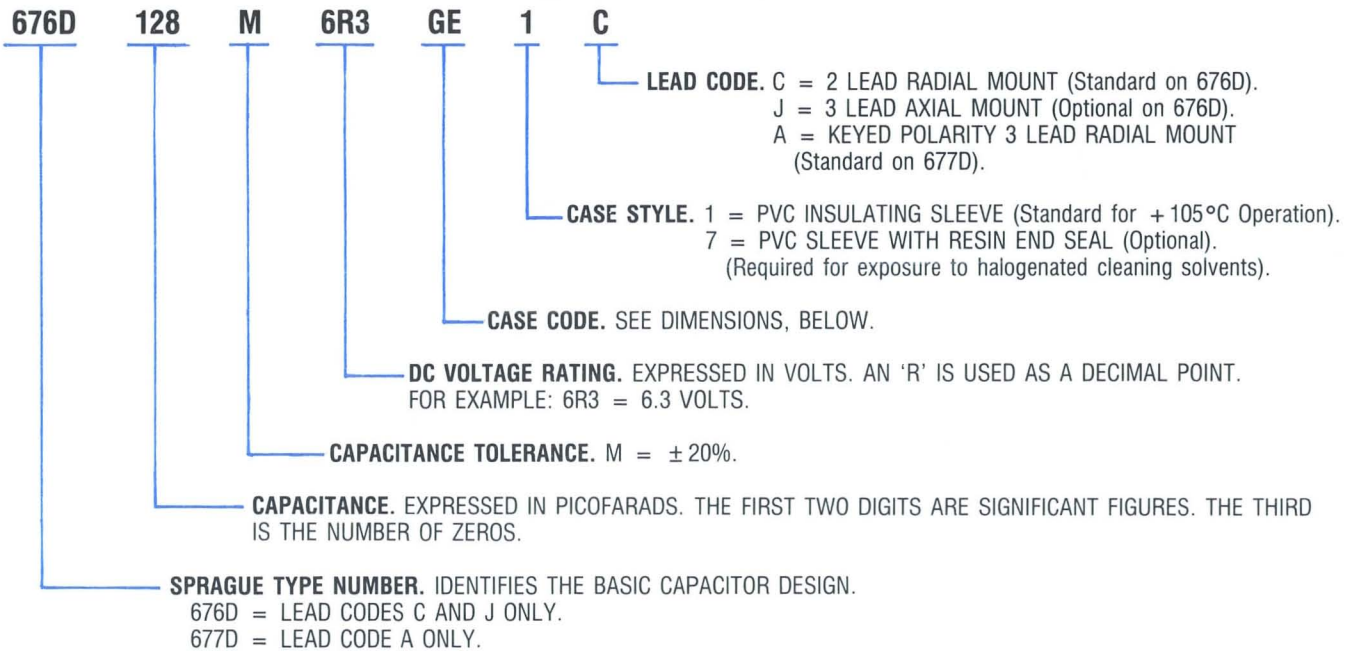 676D 128 M 6R3 GE 1 C
LEAD CODE. C = 2 LEAD RADIAL MOUNT (Standard on 676D).
J = 3 LEAD AXIAL MOUNT (Optional on 676D).
A = KEYED POLARITY 3 LEAD RADIAL MOUNT
(Standard on 677D).
CASE STYLE. 1 = PVC INSULATING SLEEVE (Standard for +105°C Operation).
7 = PVC SLEEVE WITH RESIN END SEAL (Optional).
(Required for exposure to halogenated cleaning solvents).
CASE CODE. SEE DIMENSIONS, BELOW.
DC VOLTAGE RATING. EXPRESSED IN VOLTS. AN 'R' IS USED AS A DECIMAL POINT.
FOR EXAMPLE: 6R3 = 6.3 VOLTS.
CAPACITANCE TOLERANCE. M = ±20%.
CAPACITANCE. EXPRESSED IN PICOFARADS. THE FIRST TWO DIGITS ARE SIGNIFICANT FIGURES. THE THIRD
IS THE NUMBER OF ZEROS.
SPRAGUE TYPE NUMBER. IDENTIFIES THE BASIC CAPACITOR DESIGN.
676D = LEAD CODES C AND J ONLY.
677D = LEAD CODE A ONLY.